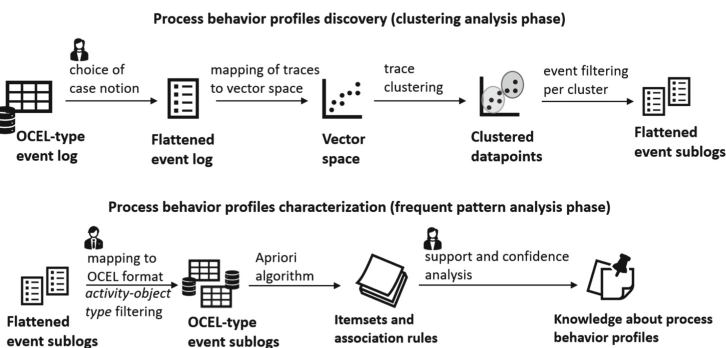 Process behavior profiles discovery (clustering analysis phase)
choice of
case notion
mapping of traces
to vector space
trace
clustering
event filtering
per cluster
OCEL-type
event log
Flattened
event log
Vector
space
Clustered
datapoints
Flattened
event sublogs
Process behavior profiles characterization (frequent pattern analysis phase)
mapping to
OCEL format
activity-object
type filtering
Apriori
algorithm
support and confidence
analysis
Flattened
event sublogs
OCEL-type
event sublogs
Itemsets and
association rules
Knowledge about process
behavior profiles